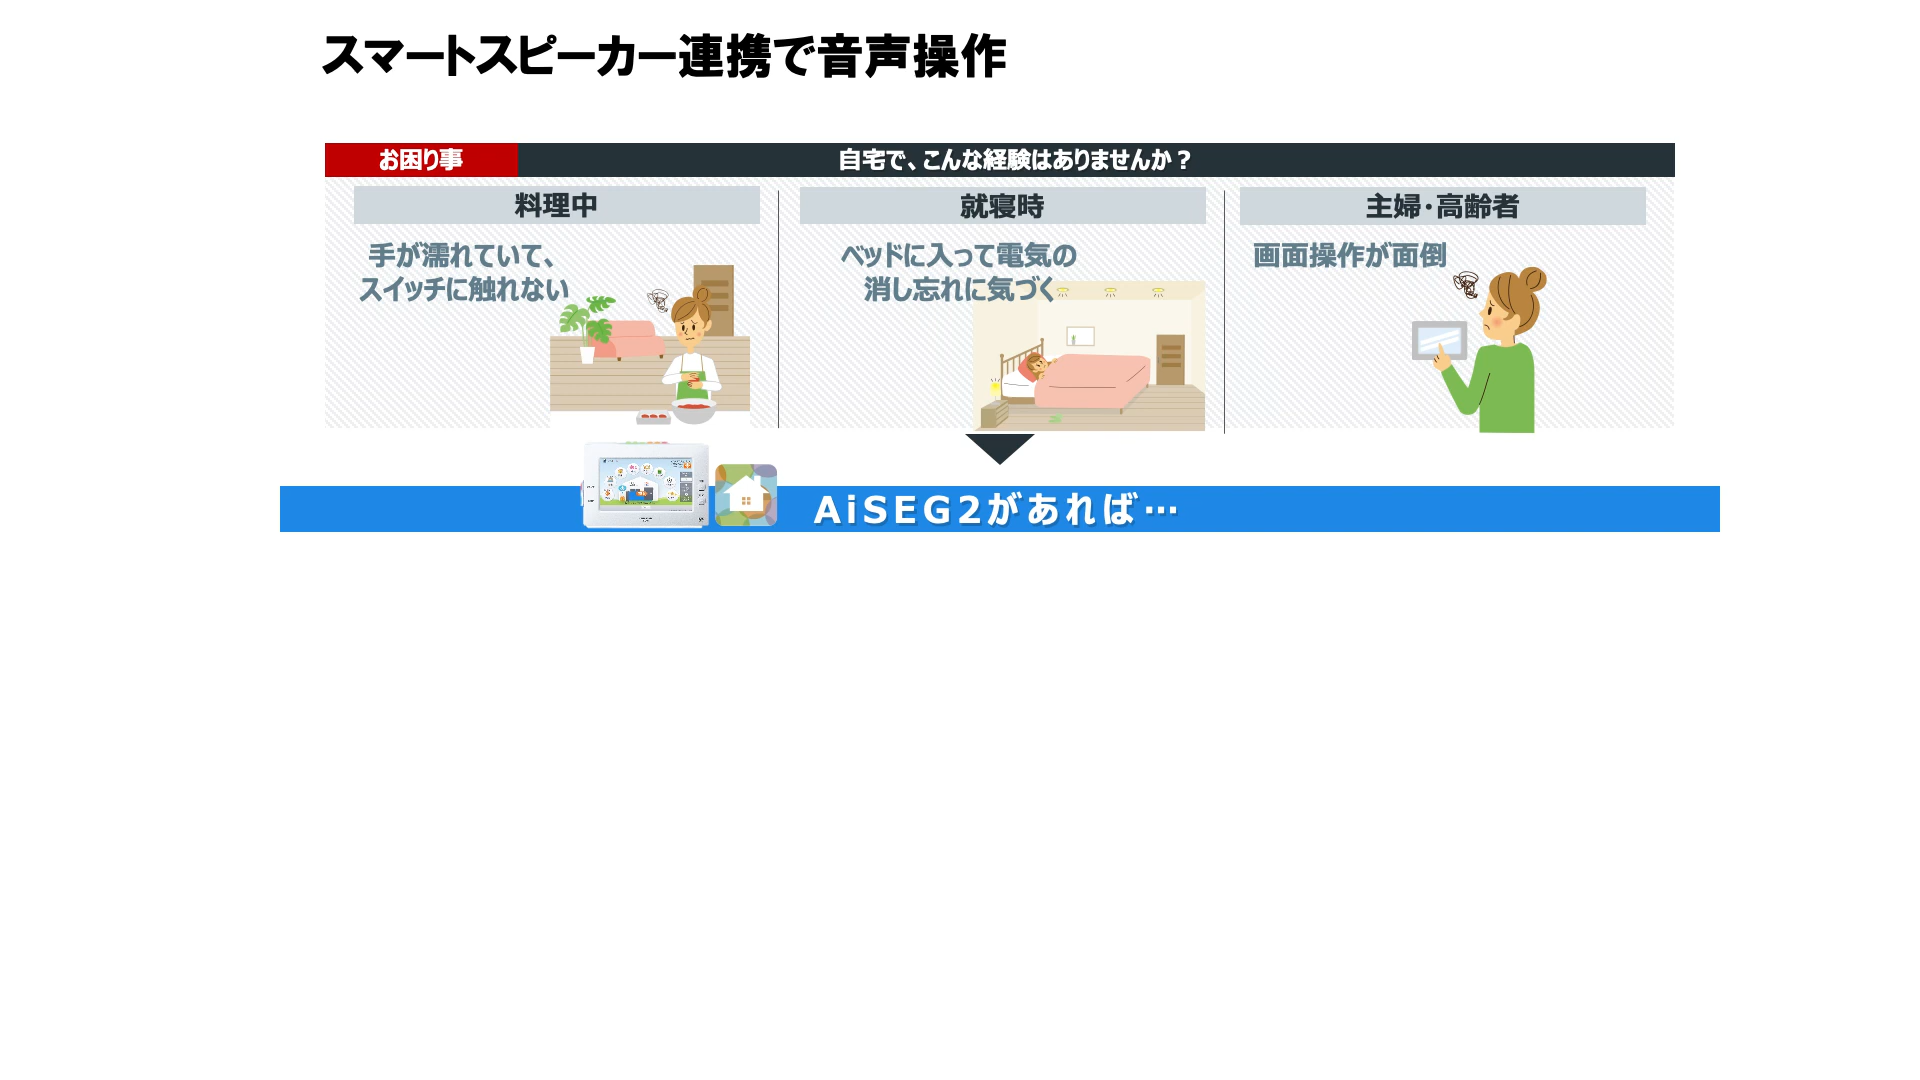 スマートスピーカー連携で音声操作
お困り事
自宅で、こんな経験はありませんか？
料理中
手が濡れていて、
スイッチに触れない
就寝時
ベッドに入って電気の
消し忘れに気づく
主婦・高齢者
画面操作が面倒
AiSEG2があれば…